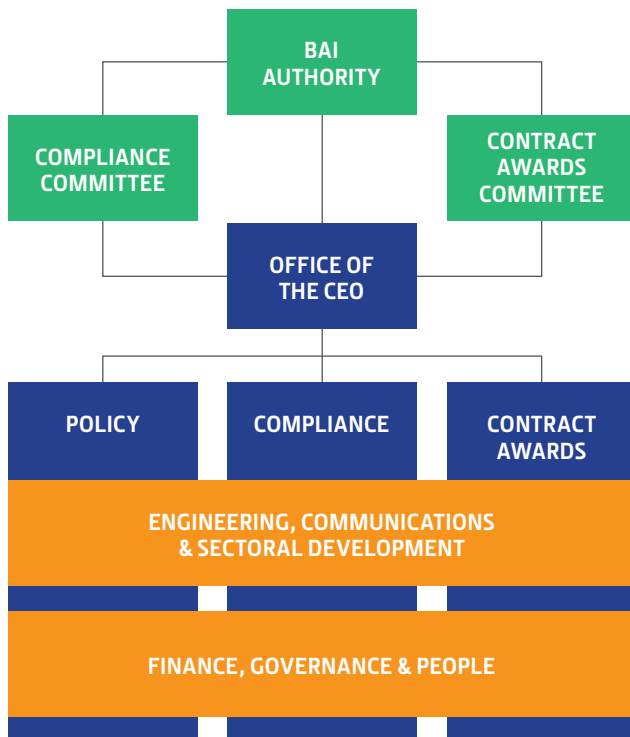 BAI
AUTHORITY
COMPLIANCE
COMMITTEE
CONTRACT
AWARDS
COMMITTEE
OFFICE OF
THE CEO
POLICY
COMPLIANCE
CONTRACT
AWARDS
ENGINEERING, COMMUNICATIONS
& SECTORAL DEVELOPMENT
FINANCE, GOVERNANCE & PEOPLE